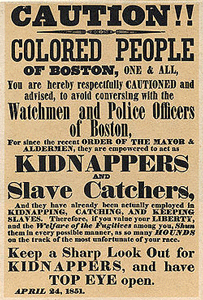 CAUTION!!
COLORED PEOPLE
OF BOSTON, ONE & ALL,
You are hereby respectfully CAUTIONED and
advised, to avoid conversing with the
Watchmen and Police Officers
of Boston,
For since the recent ORDER OF THE MAYOR &
ALDERMEN, they are empowered to act as
KIDNAPPERS
AND
Slave Catchers,
And they have already been actually employed in
KIDNAPPING, CATCHING, AND KEEPING
SLAVES. Therefore, if you value your LIBERTY,
and the Welfare of the Fugitives among you, Shun
them in every possible manner, as so many HOUNDS
on the track of the most unfortunate of your race.
Keep a Sharp Look Out for
KIDNAPPERS, and have
TOP EYE open.
APRIL 24, 1851.